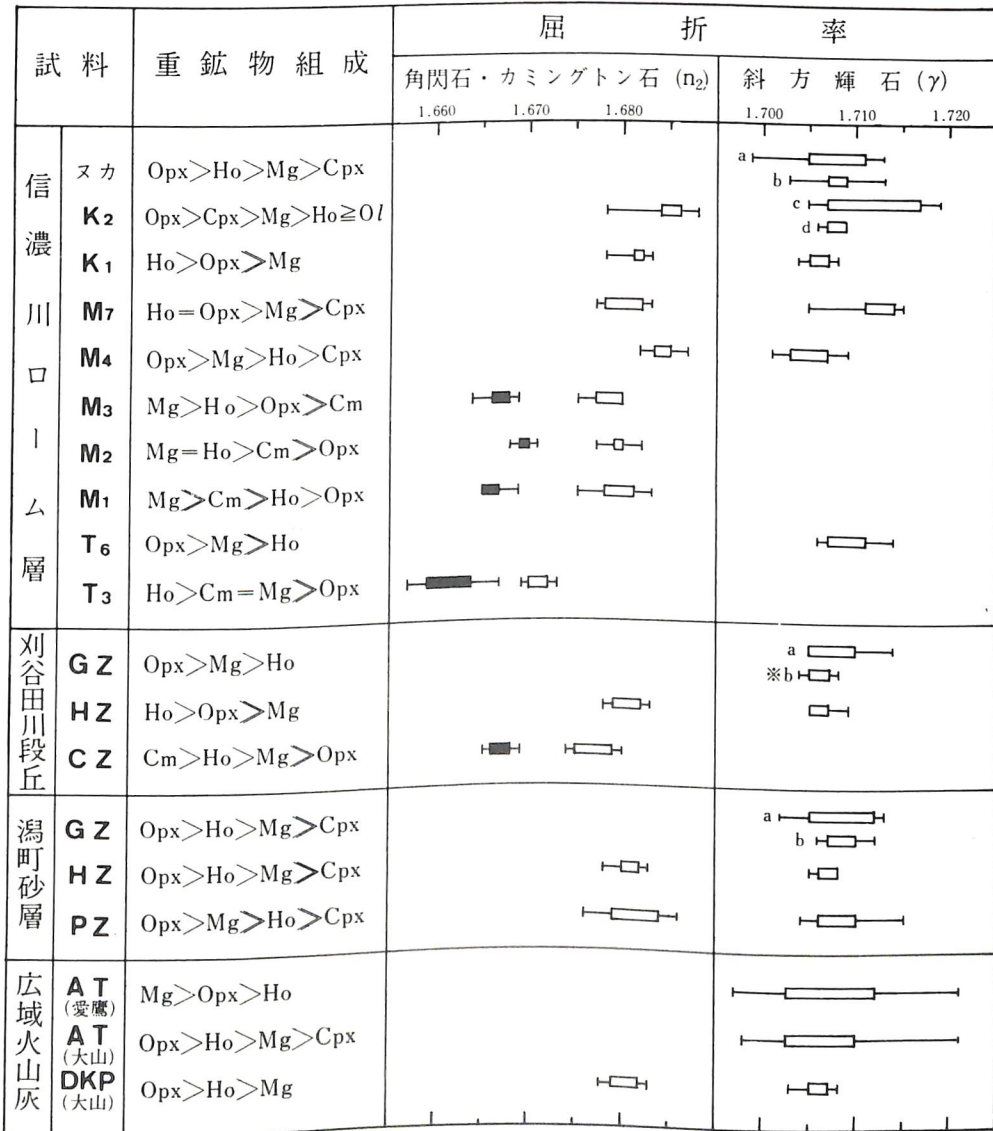 試料 重鉱物組成 屈折率
角閃石・カミングトン石 (n₂) 斜方輝石(γ)
1.660 1.670 1.680 1.700 1.710 1.720
信濃川ローム層
ヌカ Opx>Ho>Mg>Cpx a
b
K₂ Opx>Cpx>Mg>Ho≧Ol c
d
K₁ Ho>Opx>Mg
M₇ Ho=Opx>Mg>Cpx
M₄ Opx>Mg>Ho>Cpx
M₃ Mg>Ho>Opx>Cm
M₂ Mg=Ho>Cm>Opx
M₁ Mg>Cm>Ho>Opx
T₆ Opx>Mg>Ho
T₃ Ho>Cm=Mg>Opx
刈谷田川段丘
GZ Opx>Mg>Ho a
※b
HZ Ho>Opx>Mg
CZ Cm>Ho>Mg>Opx
潟町砂層
GZ Opx>Ho>Mg>Cpx a
b
HZ Opx>Ho>Mg>Cpx
PZ Opx>Mg>Ho>Cpx
広域火山灰
AT Mg>Opx>Ho
(愛鷹)
AT Opx>Ho>Mg>Cpx
(大山)
DKP Opx>Ho>Mg
(大山)